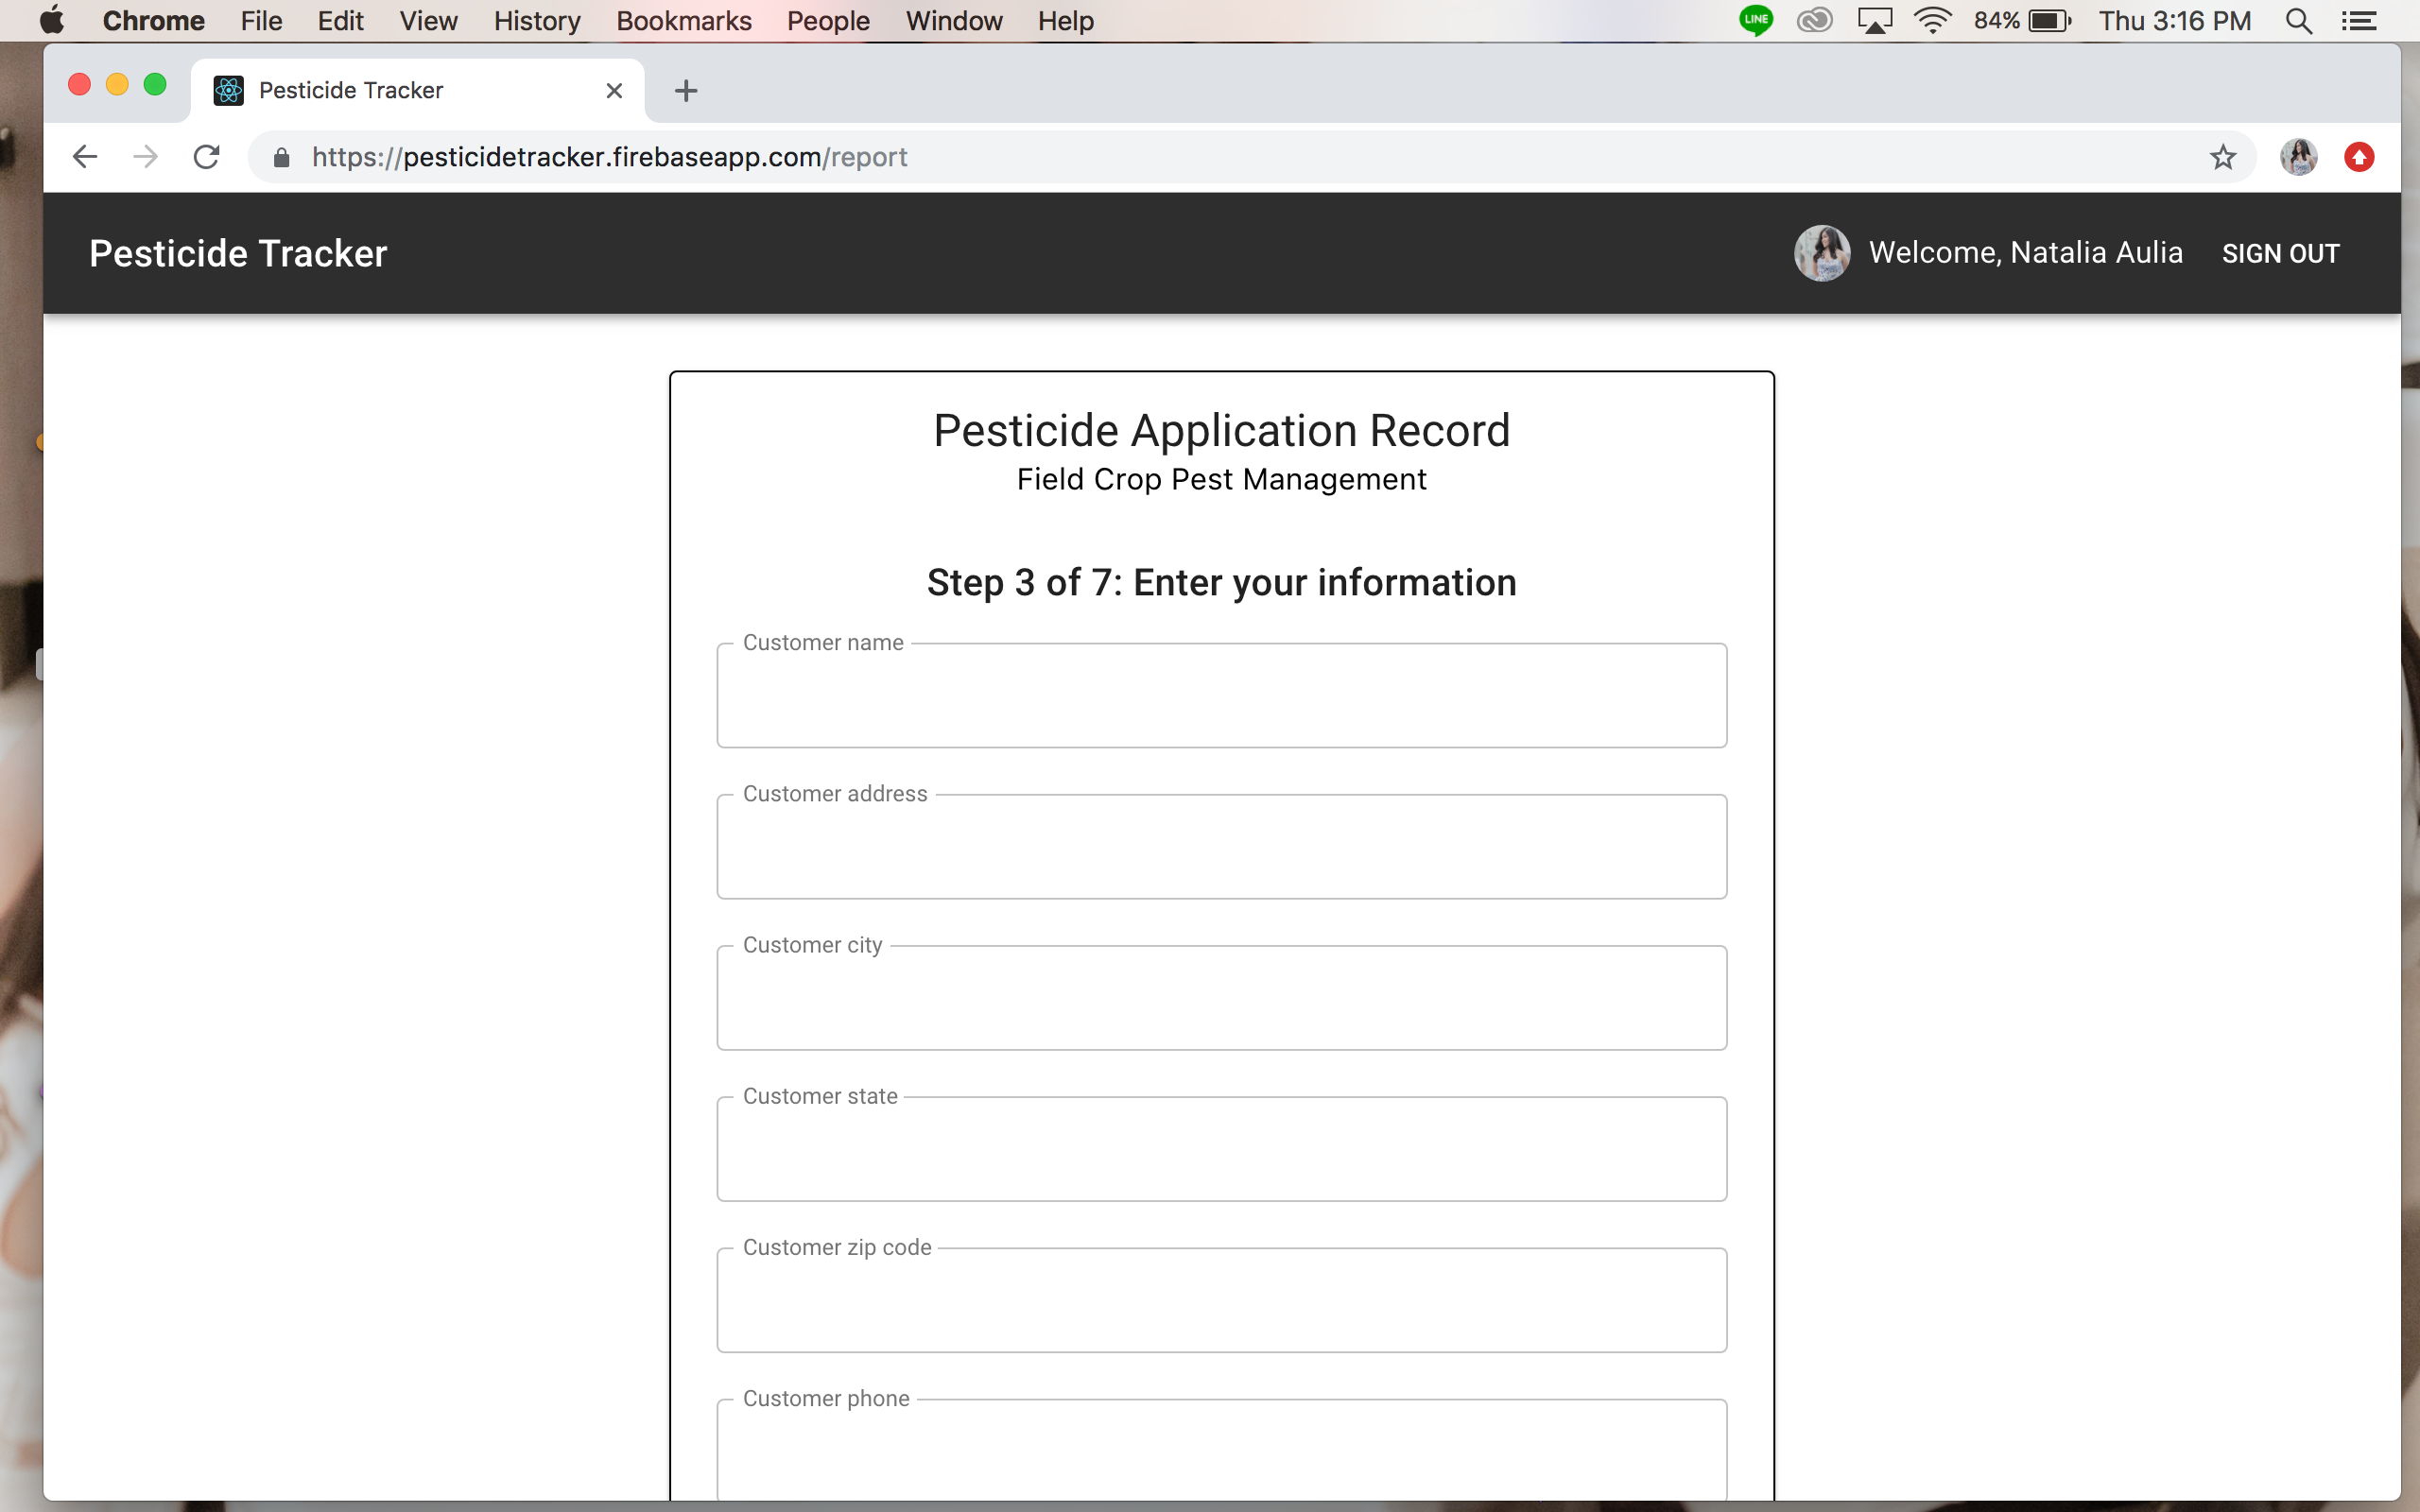 Chrome File Edit View History Bookmarks People Window Help LINE 84% Thu 3:16 PM
Pesticide Tracker
https://pesticidetracker.firebaseapp.com/report
Pesticide Tracker Welcome, Natalia Aulia SIGN OUT
Pesticide Application Record
Field Crop Pest Management
Step 3 of 7: Enter your information
Customer name
Customer address
Customer city
Customer state
Customer zip code
Customer phone